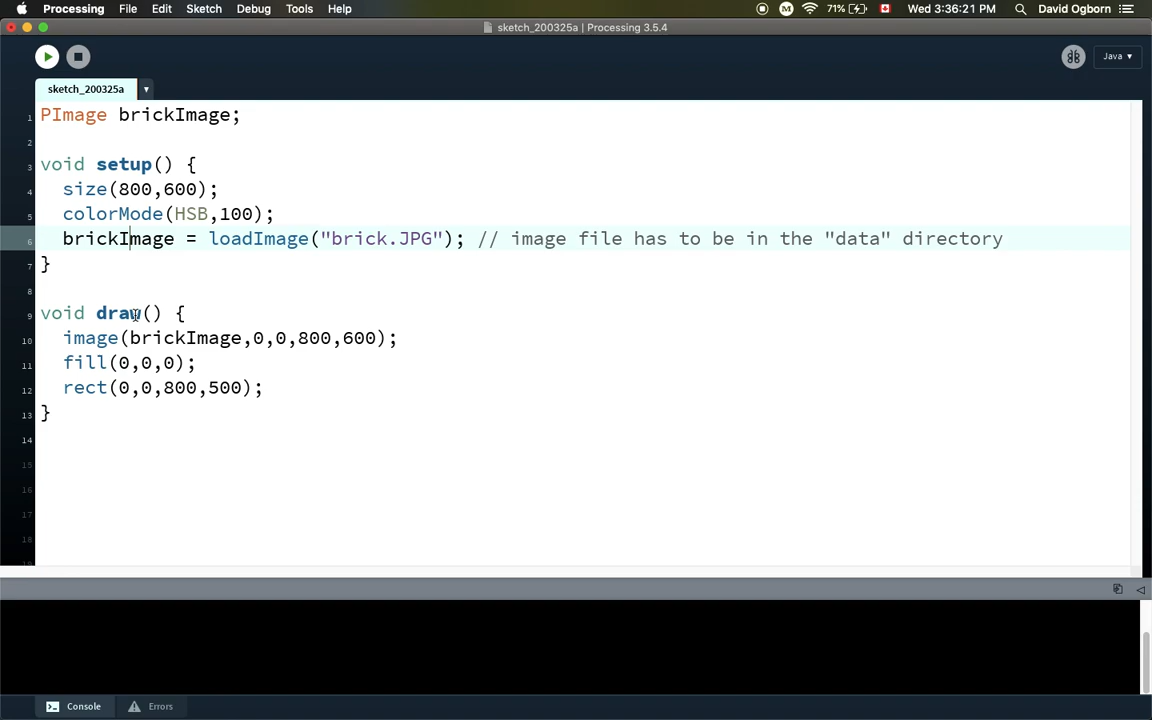 Processing File Edit Sketch Debug Tools Help M 71% Wed 3:36:21 PM David Ogborn
sketch_200325a | Processing 3.5.4
Java ▾
sketch_200325a ▾
1 PImage brickImage;
2
3 void setup() {
4 size(800,600);
5 colorMode(HSB,100);
6 brickImage = loadImage("brick.JPG"); // image file has to be in the "data" directory
7 }
8
9 void draw() {
10 image(brickImage,0,0,800,600);
11 fill(0,0,0);
12 rect(0,0,800,500);
13 }
14
15
16
17
18
Console Errors